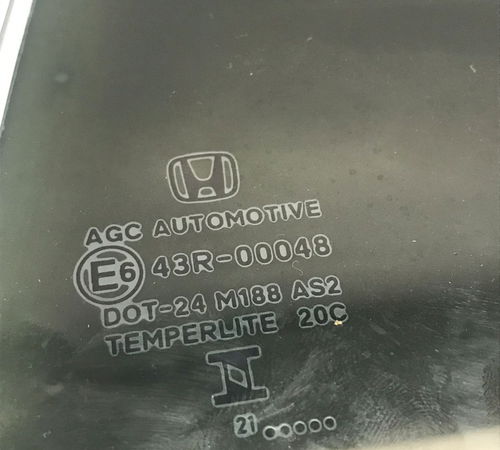 AGC AUTOMOTIVE
E6 43R-00048
DOT-24 M188 AS2
TEMPERLITE 20C
21